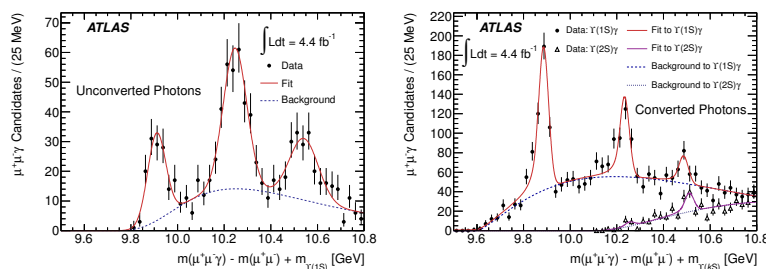 ATLAS
∫Ldt = 4.4 fb⁻¹
Data
Fit
Background
Unconverted Photons
μ⁺μ⁻γ Candidates / (25 MeV)
70
60
50
40
30
20
10
0
9.6 9.8 10.0 10.2 10.4 10.6 10.8
m(μ⁺μ⁻γ) - m(μ⁺μ⁻) + m_ϒ(1S) [GeV]
ATLAS
∫Ldt = 4.4 fb⁻¹
Data: ϒ(1S)γ
Data: ϒ(2S)γ
Fit to ϒ(1S)γ
Fit to ϒ(2S)γ
Background to ϒ(1S)γ
Background to ϒ(2S)γ
Converted Photons
μ⁺μ⁻γ Candidates / (25 MeV)
220
200
180
160
140
120
100
80
60
40
20
0
9.6 9.8 10.0 10.2 10.4 10.6 10.8
m(μ⁺μ⁻γ) - m(μ⁺μ⁻) + m_ϒ(kS) [GeV]